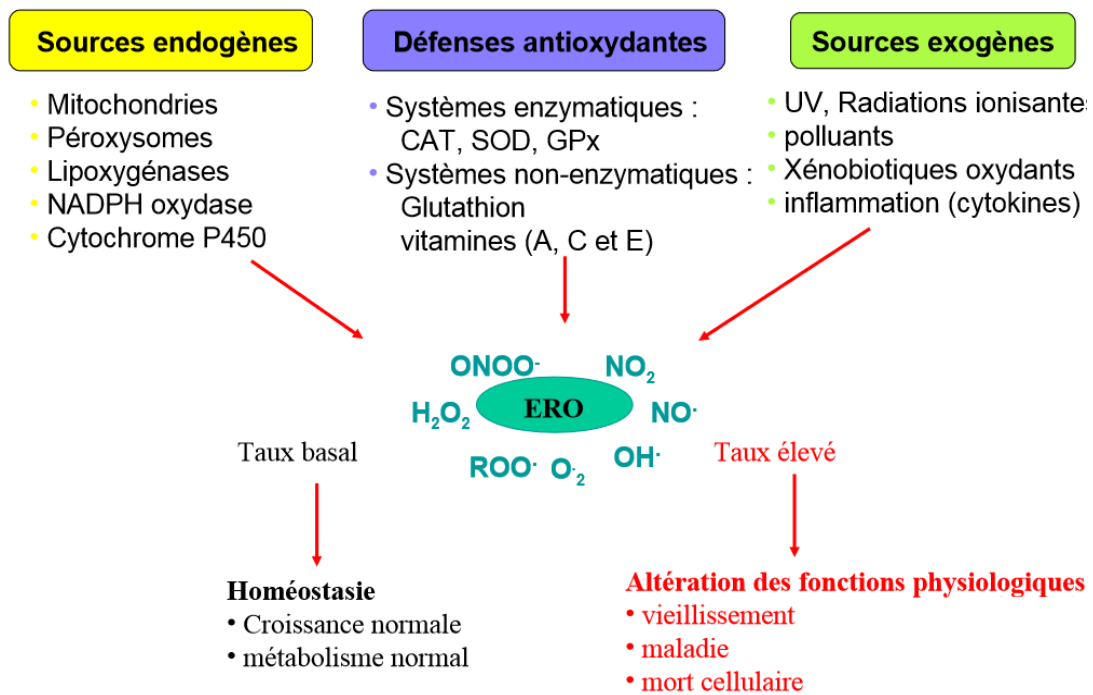 Sources endogènes
• Mitochondries
• Péroxysomes
• Lipoxygénases
• NADPH oxydase
• Cytochrome P450
Défenses antioxydantes
• Systèmes enzymatiques :
CAT, SOD, GPx
• Systèmes non-enzymatiques :
Glutathion
vitamines (A, C et E)
Sources exogènes
• UV, Radiations ionisantes
• polluants
• Xénobiotiques oxydants
• inflammation (cytokines)
ONOO⁻
NO₂
H₂O₂
ERO
NO·
ROO·
O·₂
OH·
Taux basal
Taux élevé
Homéostasie
• Croissance normale
• métabolisme normal
Altération des fonctions physiologiques
• vieillissement
• maladie
• mort cellulaire